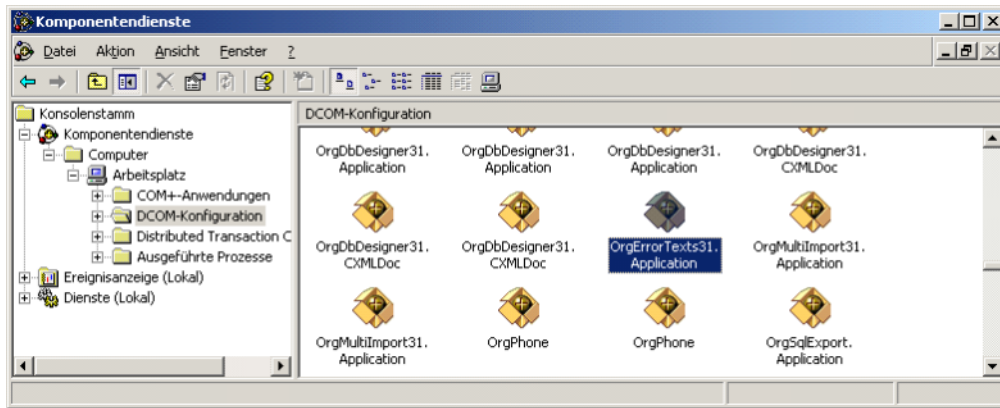 Komponentendienste
Datei Aktion Ansicht Fenster ?
Konsolenstamm
Komponentendienste
Computer
Arbeitsplatz
COM+-Anwendungen
DCOM-Konfiguration
Distributed Transaction C
Ausgeführte Prozesse
Ereignisanzeige (Lokal)
Dienste (Lokal)
DCOM-Konfiguration
OrgDbDesigner31. OrgDbDesigner31. OrgDbDesigner31. OrgDbDesigner31.
Application Application Application CXMLDoc
OrgDbDesigner31. OrgDbDesigner31. OrgErrorTexts31. OrgMultiImport31.
CXMLDoc CXMLDoc Application Application
OrgMultiImport31. OrgPhone OrgPhone OrgSqlExport.
Application Application